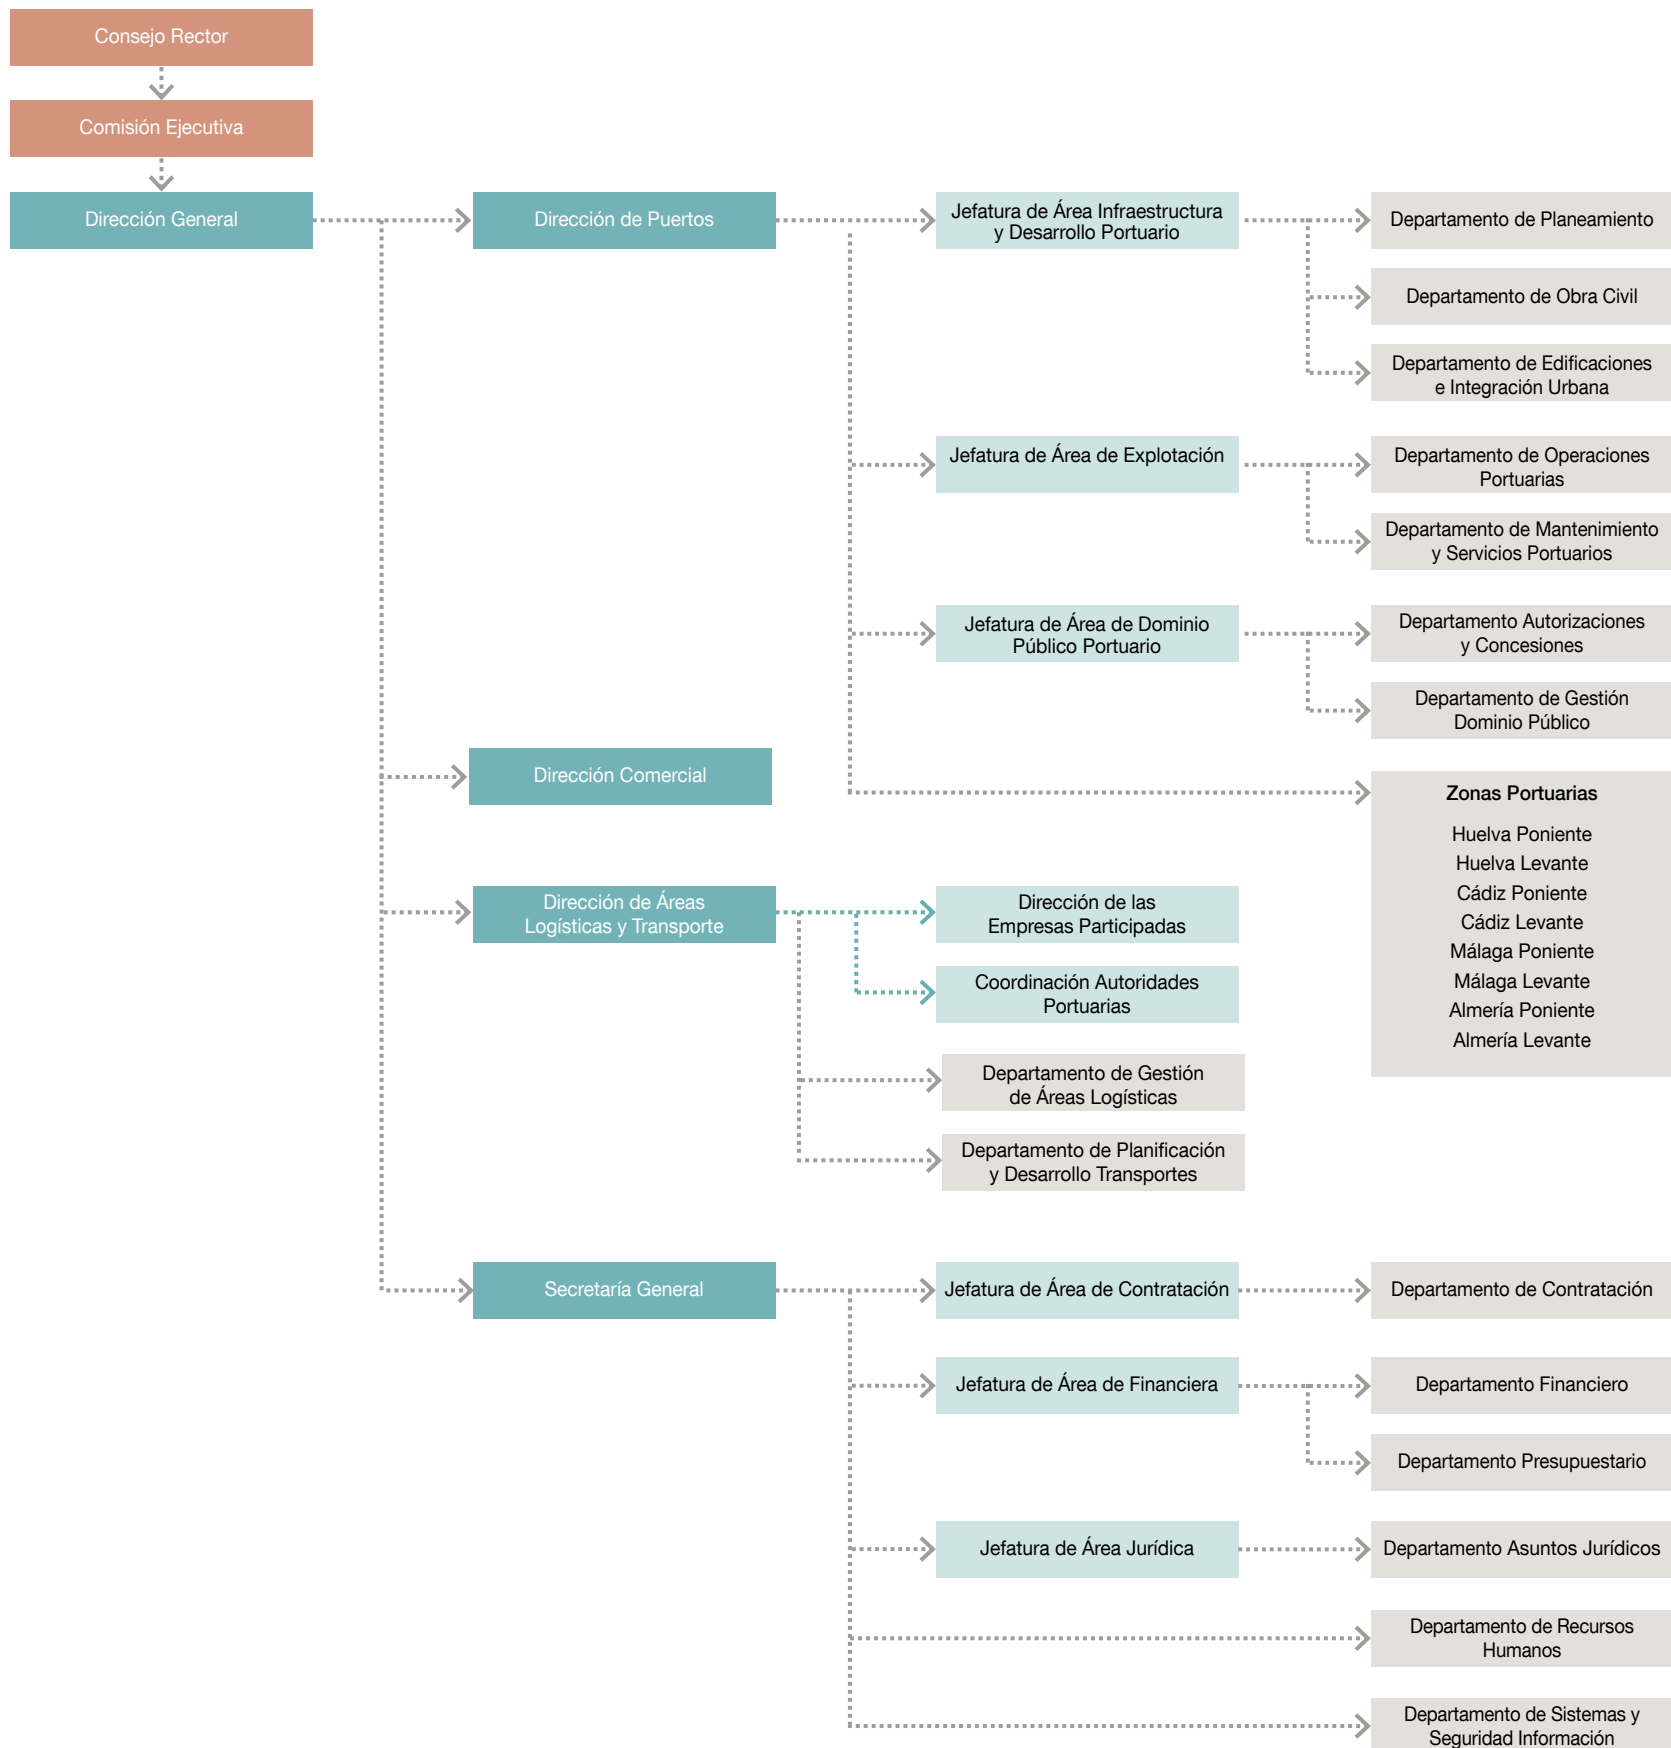 Consejo Rector
Comisión Ejecutiva
Dirección General
Dirección de Puertos
Jefatura de Área Infraestructura
y Desarrollo Portuario
Departamento de Planeamiento
Departamento de Obra Civil
Departamento de Edificaciones
e Integración Urbana
Jefatura de Área de Explotación
Departamento de Operaciones
Portuarias
Departamento de Mantenimiento
y Servicios Portuarios
Jefatura de Área de Dominio
Público Portuario
Departamento Autorizaciones
y Concesiones
Departamento de Gestión
Dominio Público
Zonas Portuarias
Huelva Poniente
Huelva Levante
Cádiz Poniente
Cádiz Levante
Málaga Poniente
Málaga Levante
Almería Poniente
Almería Levante
Dirección Comercial
Dirección de Áreas
Logísticas y Transporte
Dirección de las
Empresas Participadas
Coordinación Autoridades
Portuarias
Departamento de Gestión
de Áreas Logísticas
Departamento de Planificación
y Desarrollo Transportes
Secretaría General
Jefatura de Área de Contratación
Departamento de Contratación
Jefatura de Área de Financiera
Departamento Financiero
Departamento Presupuestario
Jefatura de Área Jurídica
Departamento Asuntos Jurídicos
Departamento de Recursos
Humanos
Departamento de Sistemas y
Seguridad Información